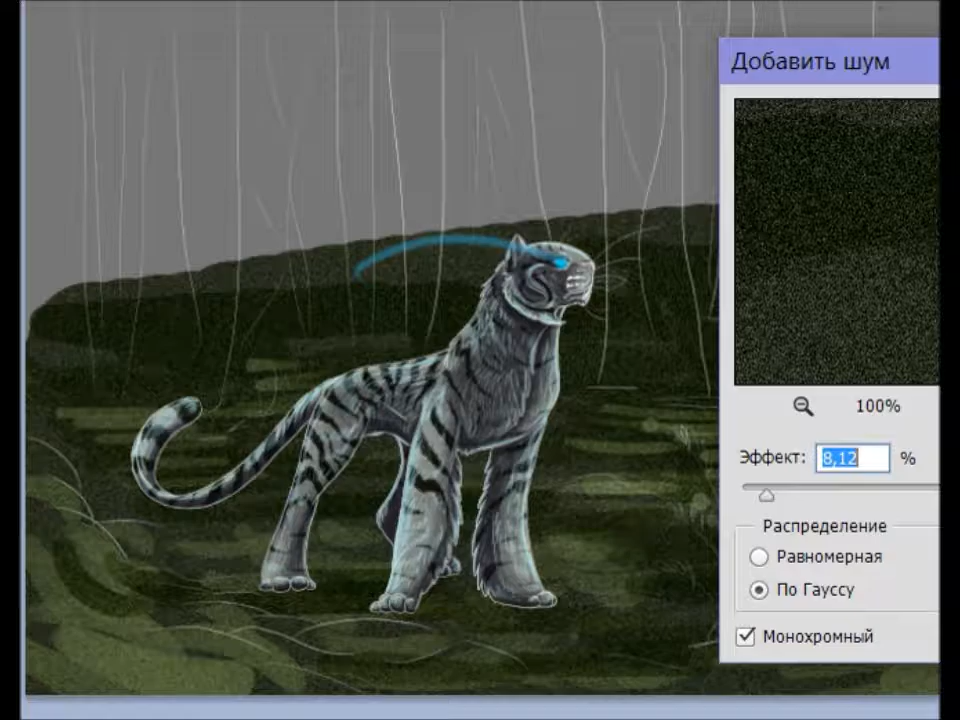 Добавить шум
100%
Эффект: 8,12 %
Распределение
Равномерная
По Гауссу
Монохромный